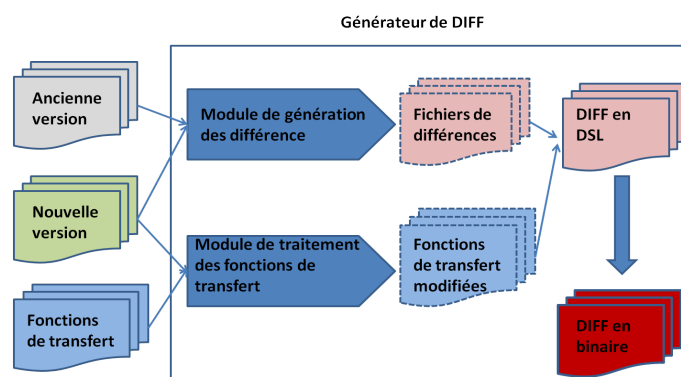 Générateur de DIFF
Ancienne
version
Module de génération
des différence
Fichiers de
différences
DIFF en
DSL
Nouvelle
version
Module de traitement
des fonctions de
transfert
Fonctions
de transfert
modifiées
Fonctions
de transfert
DIFF en
binaire